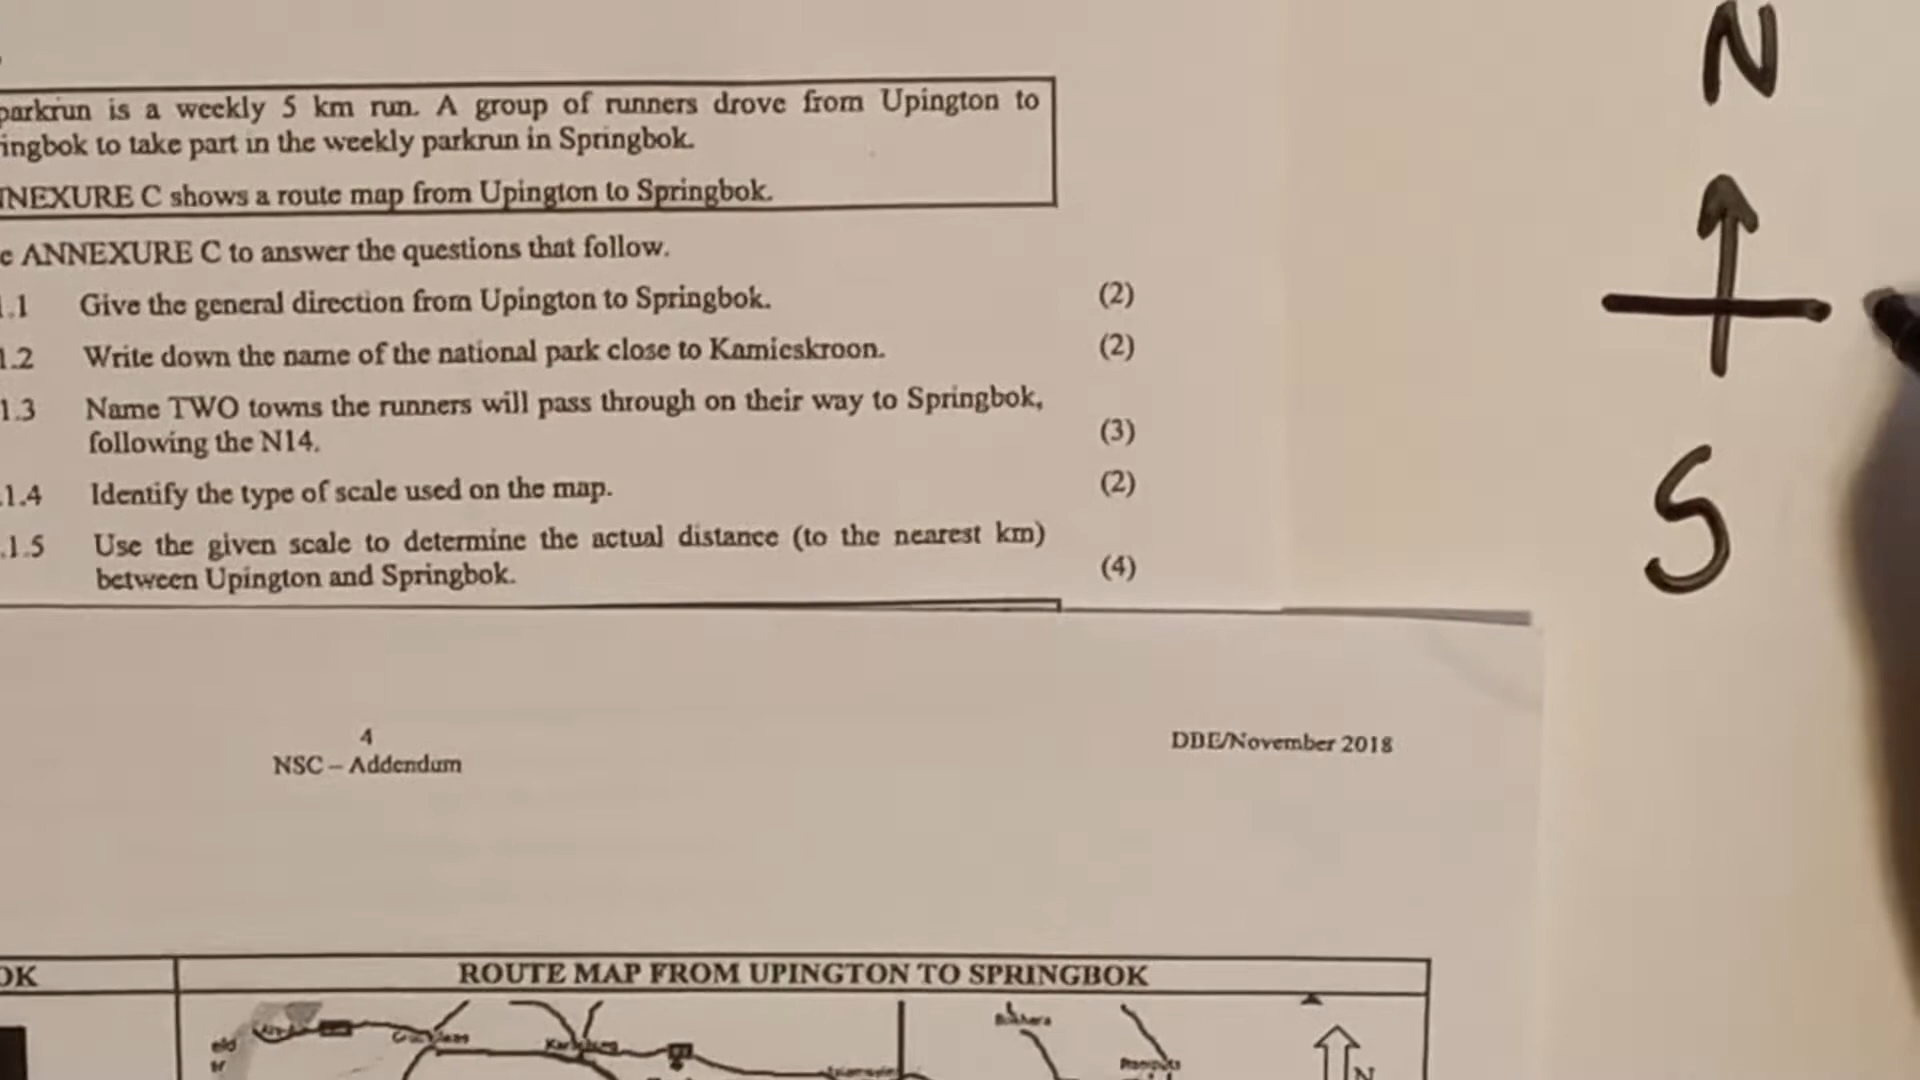 parkrun is a weekly 5 km run. A group of runners drove from Upington to
ingbok to take part in the weekly parkrun in Springbok.
NNEXURE C shows a route map from Upington to Springbok.
e ANNEXURE C to answer the questions that follow.
.1 Give the general direction from Upington to Springbok. (2)
1.2 Write down the name of the national park close to Kamieskroon. (2)
1.3 Name TWO towns the runners will pass through on their way to Springbok,
following the N14. (3)
.1.4 Identify the type of scale used on the map. (2)
.1.5 Use the given scale to determine the actual distance (to the nearest km)
between Upington and Springbok. (4)
N
S
4
NSC – Addendum
DBE/November 2018
OK
ROUTE MAP FROM UPINGTON TO SPRINGBOK
eld
N